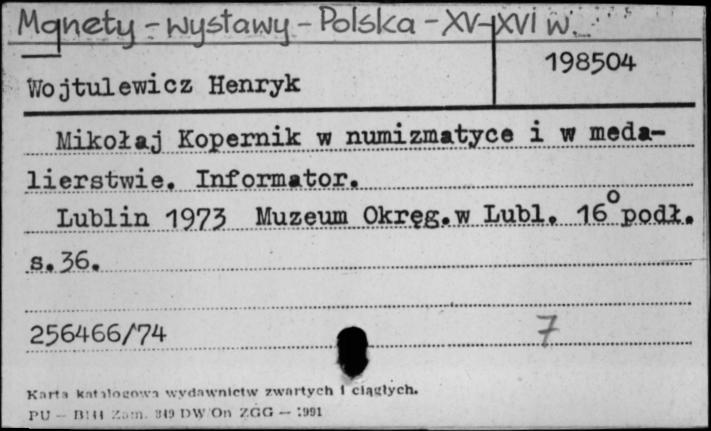 Monety - wystawy - Polska - XV-XVI w.
198504
Wojtulewicz Henryk
Mikołaj Kopernik w numizmatyce i w meda-
lierstwie. Informator.
Lublin 1973 Muzeum Okręg.w Lubl. 16° podł.
s.36.
256466/74
7
Karta katalogowa wydawnictw zwartych i ciągłych.
PU — B144 Zam. 849 DW/On ZGG — 1991